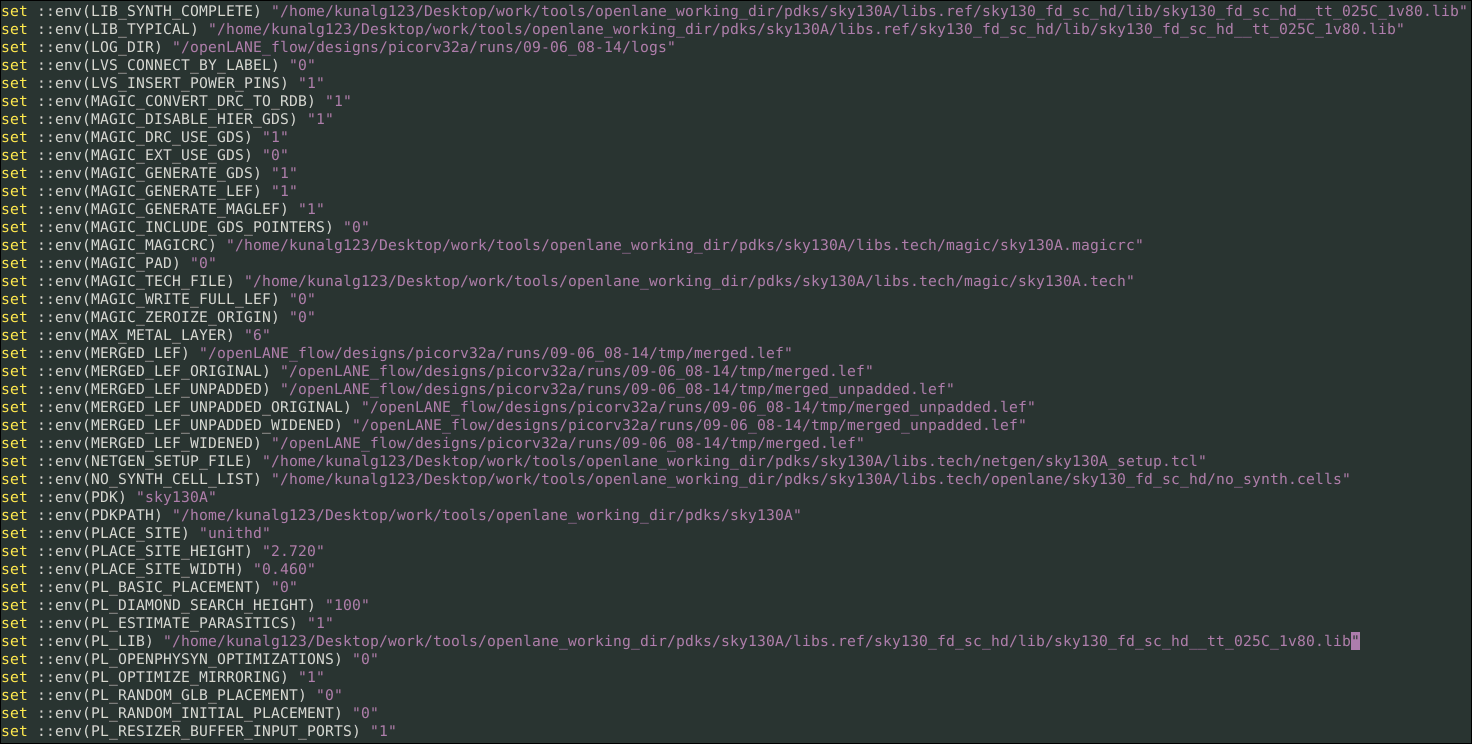 set ::env(LIB_SYNTH_COMPLETE) "/home/kunalg123/Desktop/work/tools/openlane_working_dir/pdks/sky130A/libs.ref/sky130_fd_sc_hd/lib/sky130_fd_sc_hd__tt_025C_1v80.lib"
set ::env(LIB_TYPICAL) "/home/kunalg123/Desktop/work/tools/openlane_working_dir/pdks/sky130A/libs.ref/sky130_fd_sc_hd/lib/sky130_fd_sc_hd__tt_025C_1v80.lib"
set ::env(LOG_DIR) "/openLANE_flow/designs/picorv32a/runs/09-06_08-14/logs"
set ::env(LVS_CONNECT_BY_LABEL) "0"
set ::env(LVS_INSERT_POWER_PINS) "1"
set ::env(MAGIC_CONVERT_DRC_TO_RDB) "1"
set ::env(MAGIC_DISABLE_HIER_GDS) "1"
set ::env(MAGIC_DRC_USE_GDS) "1"
set ::env(MAGIC_EXT_USE_GDS) "0"
set ::env(MAGIC_GENERATE_GDS) "1"
set ::env(MAGIC_GENERATE_LEF) "1"
set ::env(MAGIC_GENERATE_MAGLEF) "1"
set ::env(MAGIC_INCLUDE_GDS_POINTERS) "0"
set ::env(MAGIC_MAGICRC) "/home/kunalg123/Desktop/work/tools/openlane_working_dir/pdks/sky130A/libs.tech/magic/sky130A.magicrc"
set ::env(MAGIC_PAD) "0"
set ::env(MAGIC_TECH_FILE) "/home/kunalg123/Desktop/work/tools/openlane_working_dir/pdks/sky130A/libs.tech/magic/sky130A.tech"
set ::env(MAGIC_WRITE_FULL_LEF) "0"
set ::env(MAGIC_ZEROIZE_ORIGIN) "0"
set ::env(MAX_METAL_LAYER) "6"
set ::env(MERGED_LEF) "/openLANE_flow/designs/picorv32a/runs/09-06_08-14/tmp/merged.lef"
set ::env(MERGED_LEF_ORIGINAL) "/openLANE_flow/designs/picorv32a/runs/09-06_08-14/tmp/merged.lef"
set ::env(MERGED_LEF_UNPADDED) "/openLANE_flow/designs/picorv32a/runs/09-06_08-14/tmp/merged_unpadded.lef"
set ::env(MERGED_LEF_UNPADDED_ORIGINAL) "/openLANE_flow/designs/picorv32a/runs/09-06_08-14/tmp/merged_unpadded.lef"
set ::env(MERGED_LEF_UNPADDED_WIDENED) "/openLANE_flow/designs/picorv32a/runs/09-06_08-14/tmp/merged_unpadded.lef"
set ::env(MERGED_LEF_WIDENED) "/openLANE_flow/designs/picorv32a/runs/09-06_08-14/tmp/merged.lef"
set ::env(NETGEN_SETUP_FILE) "/home/kunalg123/Desktop/work/tools/openlane_working_dir/pdks/sky130A/libs.tech/netgen/sky130A_setup.tcl"
set ::env(NO_SYNTH_CELL_LIST) "/home/kunalg123/Desktop/work/tools/openlane_working_dir/pdks/sky130A/libs.tech/openlane/sky130_fd_sc_hd/no_synth.cells"
set ::env(PDK) "sky130A"
set ::env(PDKPATH) "/home/kunalg123/Desktop/work/tools/openlane_working_dir/pdks/sky130A"
set ::env(PLACE_SITE) "unithd"
set ::env(PLACE_SITE_HEIGHT) "2.720"
set ::env(PLACE_SITE_WIDTH) "0.460"
set ::env(PL_BASIC_PLACEMENT) "0"
set ::env(PL_DIAMOND_SEARCH_HEIGHT) "100"
set ::env(PL_ESTIMATE_PARASITICS) "1"
set ::env(PL_LIB) "/home/kunalg123/Desktop/work/tools/openlane_working_dir/pdks/sky130A/libs.ref/sky130_fd_sc_hd/lib/sky130_fd_sc_hd__tt_025C_1v80.lib"
set ::env(PL_OPENPHYSYN_OPTIMIZATIONS) "0"
set ::env(PL_OPTIMIZE_MIRRORING) "1"
set ::env(PL_RANDOM_GLB_PLACEMENT) "0"
set ::env(PL_RANDOM_INITIAL_PLACEMENT) "0"
set ::env(PL_RESIZER_BUFFER_INPUT_PORTS) "1"